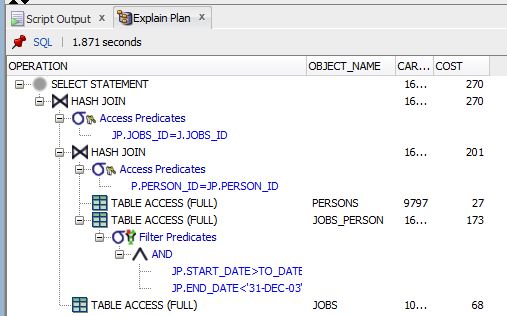 Script Output x Explain Plan x
SQL | 1.871 seconds
OPERATION OBJECT_NAME CAR... COST
SELECT STATEMENT 16... 270
HASH JOIN 16... 270
Access Predicates
JP.JOBS_ID=J.JOBS_ID
HASH JOIN 16... 201
Access Predicates
P.PERSON_ID=JP.PERSON_ID
TABLE ACCESS (FULL) PERSONS 9797 27
TABLE ACCESS (FULL) JOBS_PERSON 16... 173
Filter Predicates
AND
JP.START_DATE>TO_DATE
JP.END_DATE<'31-DEC-03'
TABLE ACCESS (FULL) JOBS 10... 68